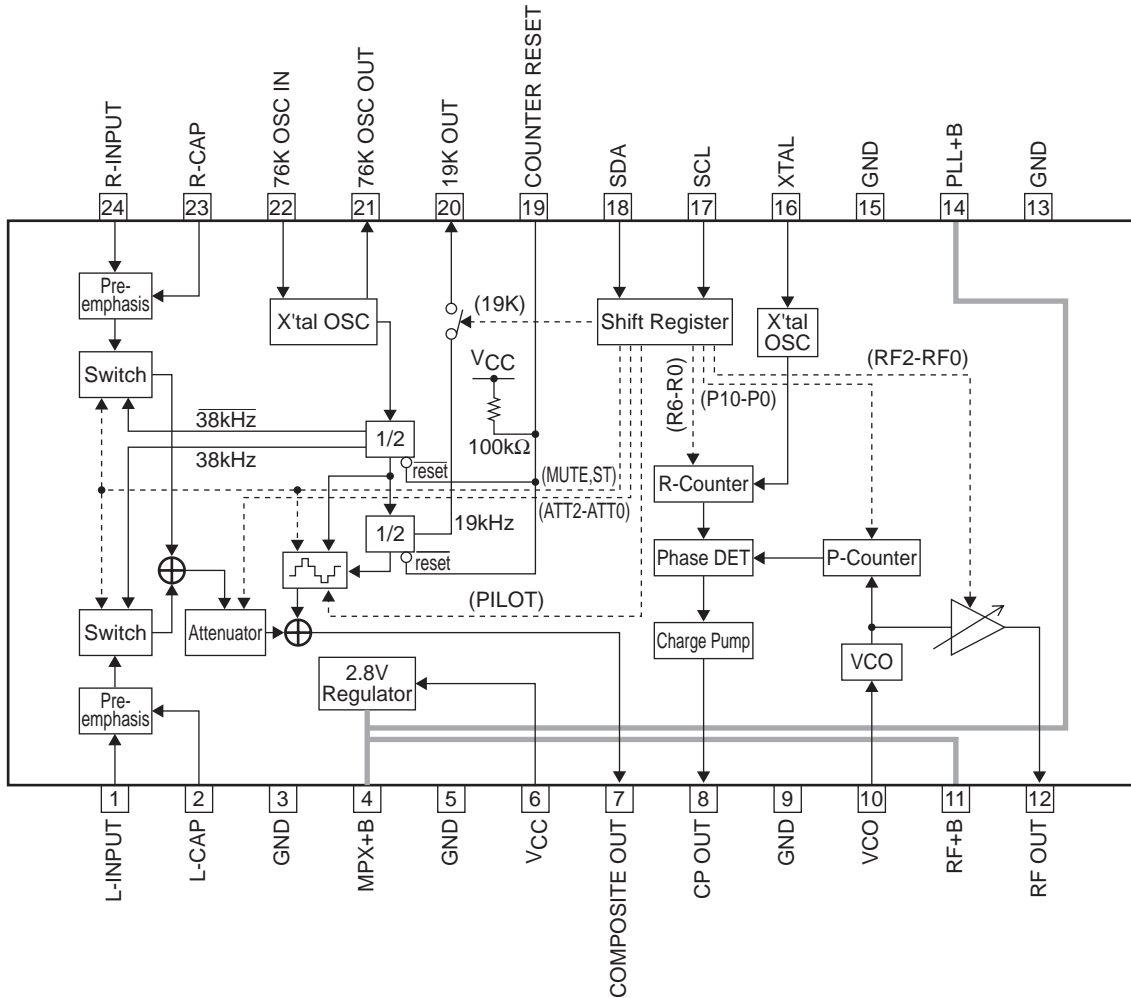 R-INPUT
R-CAP
76K OSC IN
76K OSC OUT
19K OUT
COUNTER RESET
SDA
SCL
XTAL
GND
PLL+B
GND
24
23
22
21
20
19
18
17
16
15
14
13
Pre-
emphasis
X'tal OSC
(19K)
Shift Register
X'tal
OSC
Switch
VCC
(RF2-RF0)
(R6-R0)
(P10-P0)
38kHz
1/2
100kΩ
38kHz
reset
(MUTE,ST)
R-Counter
(ATT2-ATT0)
1/2
19kHz
reset
Phase DET
P-Counter
(PILOT)
Switch
Attenuator
Charge Pump
VCO
2.8V
Regulator
Pre-
emphasis
1
2
3
4
5
6
7
8
9
10
11
12
L-INPUT
L-CAP
GND
MPX+B
GND
VCC
COMPOSITE OUT
CP OUT
GND
VCO
RF+B
RF OUT